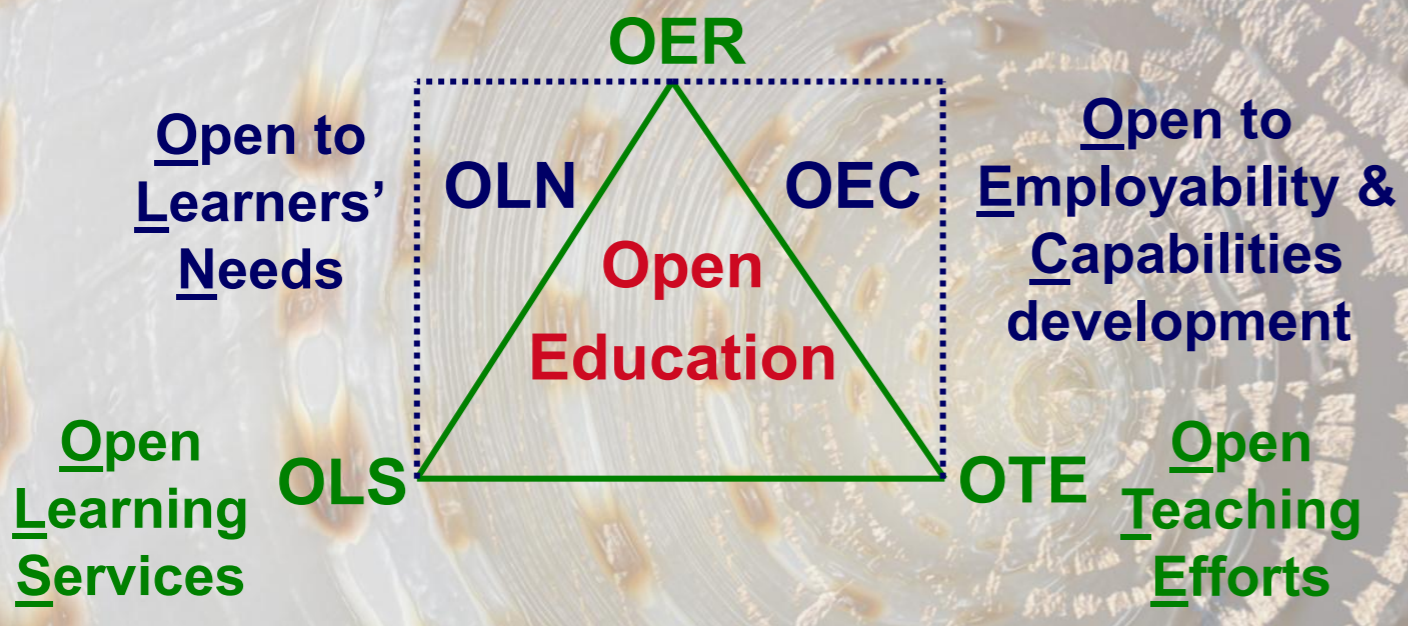 OER
Open to
Learners’
Needs
OLN
OEC
Open to
Employability &
Capabilities
development
Open
Education
Open
Learning
Services
OLS
OTE
Open
Teaching
Efforts